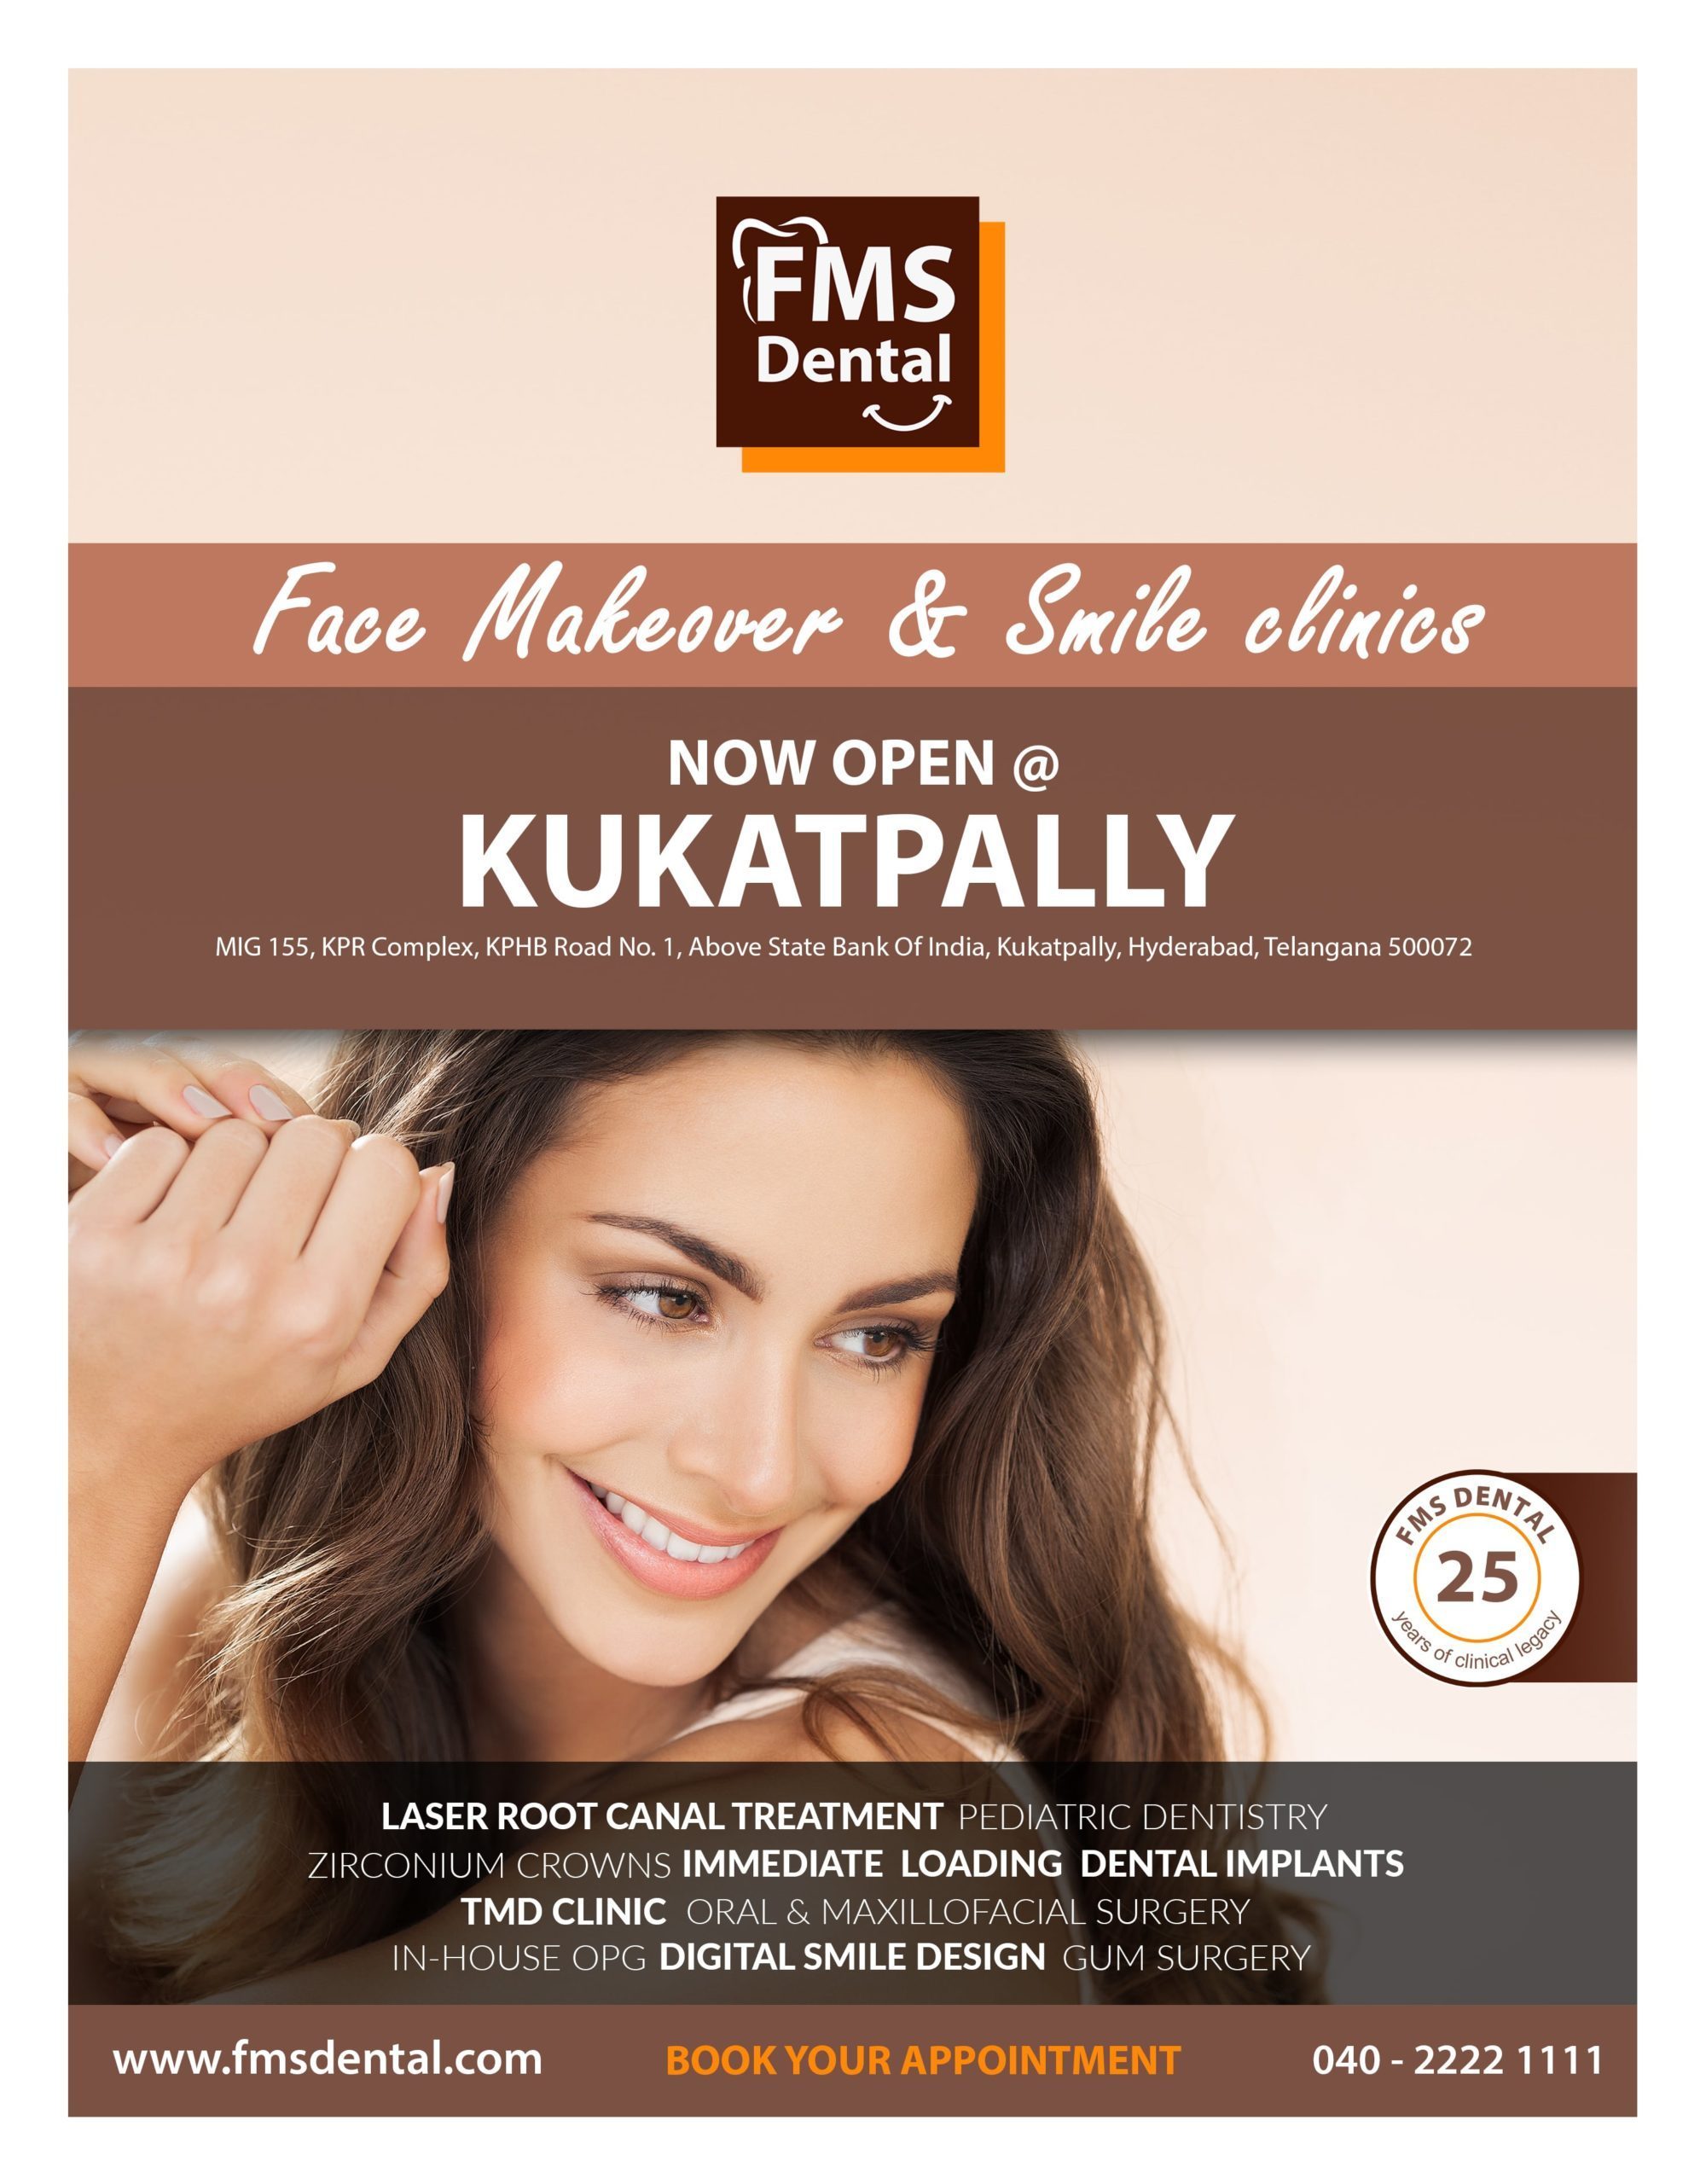 FMS
Dental
Face Makeover & Smile clinics
NOW OPEN @
KUKATPALLY
MIG 155, KPR Complex, KPHB Road No. 1, Above State Bank Of India, Kukatpally, Hyderabad, Telangana 500072
FMS DENTAL
25
years of clinical legacy
LASER ROOT CANAL TREATMENT PEDIATRIC DENTISTRY
ZIRCONIUM CROWNS IMMEDIATE LOADING DENTAL IMPLANTS
TMD CLINIC ORAL & MAXILLOFACIAL SURGERY
IN-HOUSE OPG DIGITAL SMILE DESIGN GUM SURGERY
www.fmsdental.com BOOK YOUR APPOINTMENT 040 - 2222 1111